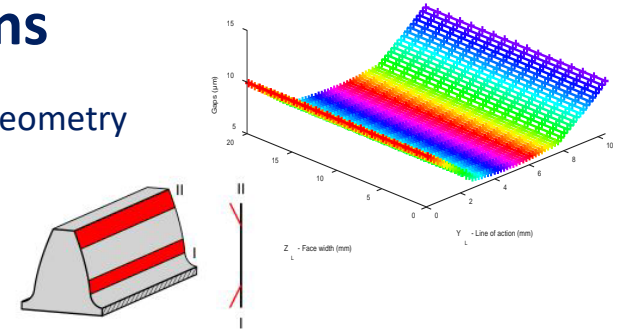 ns
eometry
15
10
5
Gaps (µm)
20
15
10
5
0
0
2
4
6
8
10
Z L - Face width (mm)
Y L - Line of action (mm)
II
I
II
I